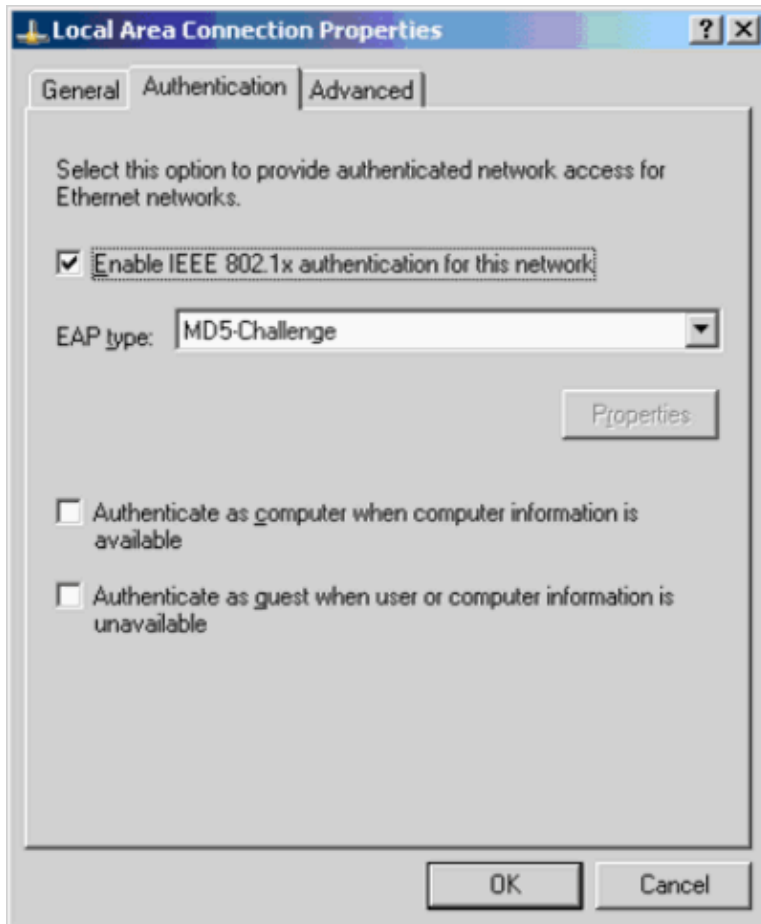 Local Area Connection Properties
General Authentication Advanced
Select this option to provide authenticated network access for
Ethernet networks.
Enable IEEE 802.1x authentication for this network
EAP type: MD5-Challenge
Properties
Authenticate as computer when computer information is
available
Authenticate as guest when user or computer information is
unavailable
OK Cancel